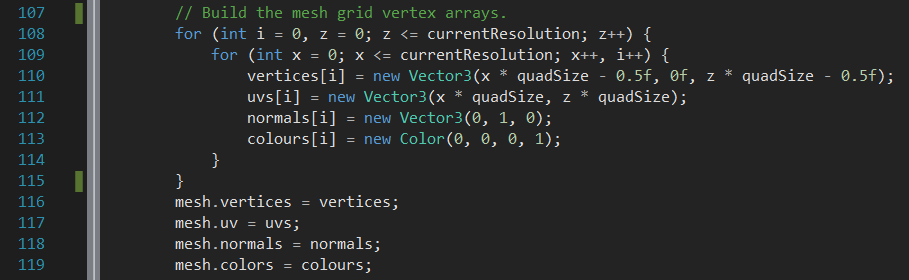 107 // Build the mesh grid vertex arrays.
108 for (int i = 0, z = 0; z <= currentResolution; z++) {
109 for (int x = 0; x <= currentResolution; x++, i++) {
110 vertices[i] = new Vector3(x * quadSize - 0.5f, 0f, z * quadSize - 0.5f);
111 uvs[i] = new Vector3(x * quadSize, z * quadSize);
112 normals[i] = new Vector3(0, 1, 0);
113 colours[i] = new Color(0, 0, 0, 1);
114 }
115 }
116 mesh.vertices = vertices;
117 mesh.uv = uvs;
118 mesh.normals = normals;
119 mesh.colors = colours;